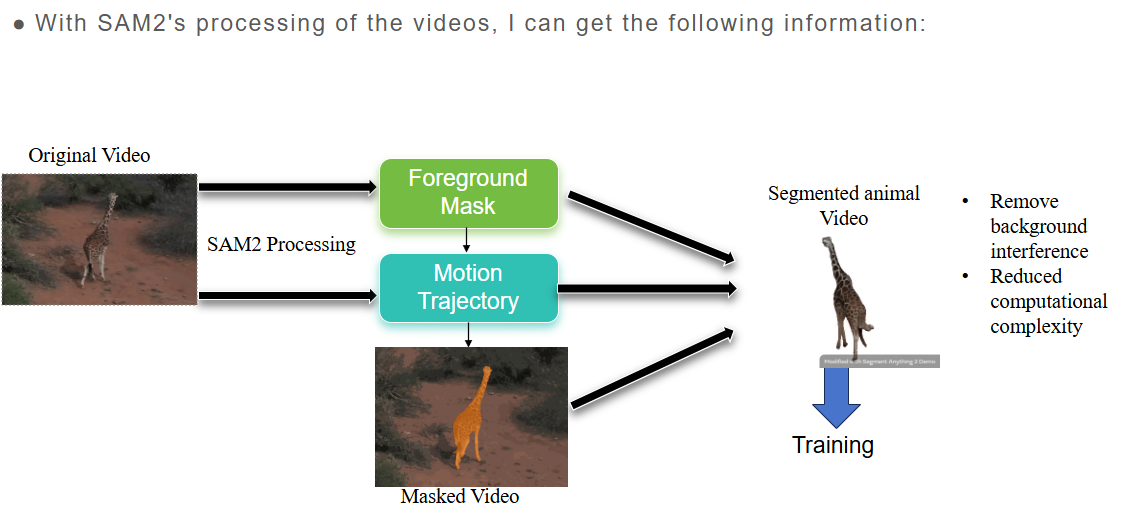 ● With SAM2's processing of the videos, I can get the following information:
Original Video
SAM2 Processing
Foreground
Mask
Motion
Trajectory
Masked Video
Segmented animal
Video
Modified with Segment Anything 2 Demo
Training
• Remove
background
interference
• Reduced
computational
complexity